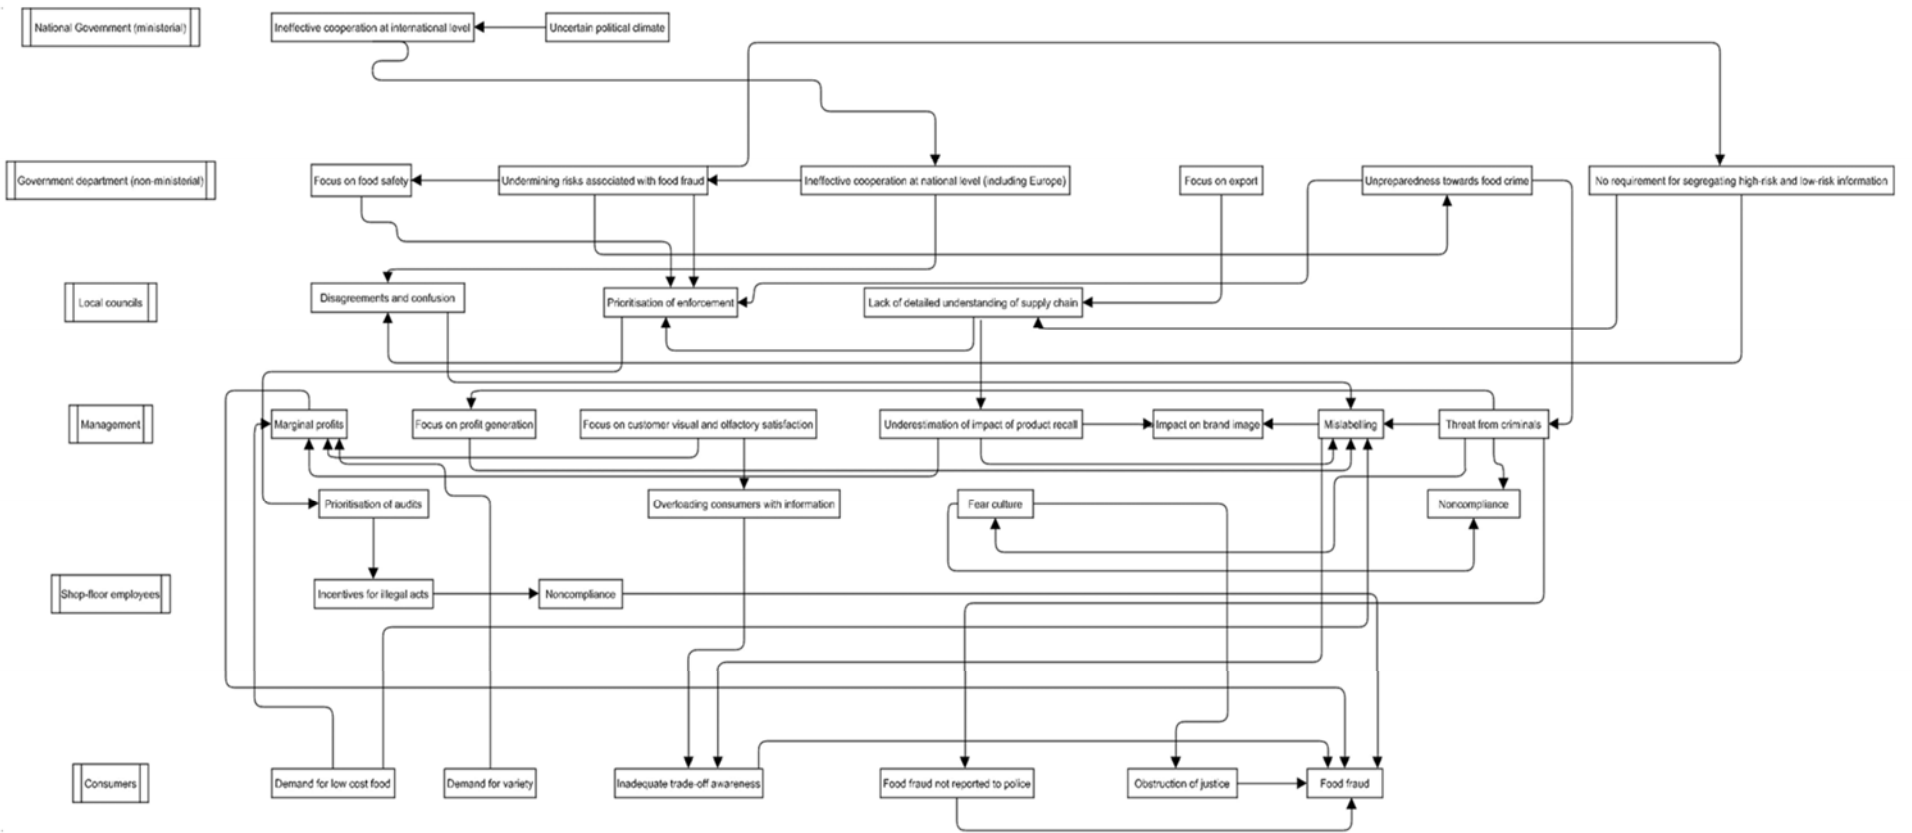 National Government (ministerial)
Ineffective cooperation at international level
Uncertain political climate
Government department (non-ministerial)
Focus on food safety
Undermining risks associated with food fraud
Ineffective cooperation at national level (including Europe)
Focus on export
Unpreparedness towards food crime
No requirement for segregating high-risk and low-risk information
Local councils
Disagreements and confusion
Prioritisation of enforcement
Lack of detailed understanding of supply chain
Management
Marginal profits
Focus on profit generation
Focus on customer visual and olfactory satisfaction
Underestimation of impact of product recall
Impact on brand image
Mislabelling
Threat from criminals
Prioritisation of audits
Overloading consumers with information
Fear culture
Noncompliance
Shop-floor employees
Incentives for illegal acts
Noncompliance
Consumers
Demand for low cost food
Demand for variety
Inadequate trade-off awareness
Food fraud not reported to police
Obstruction of justice
Food fraud